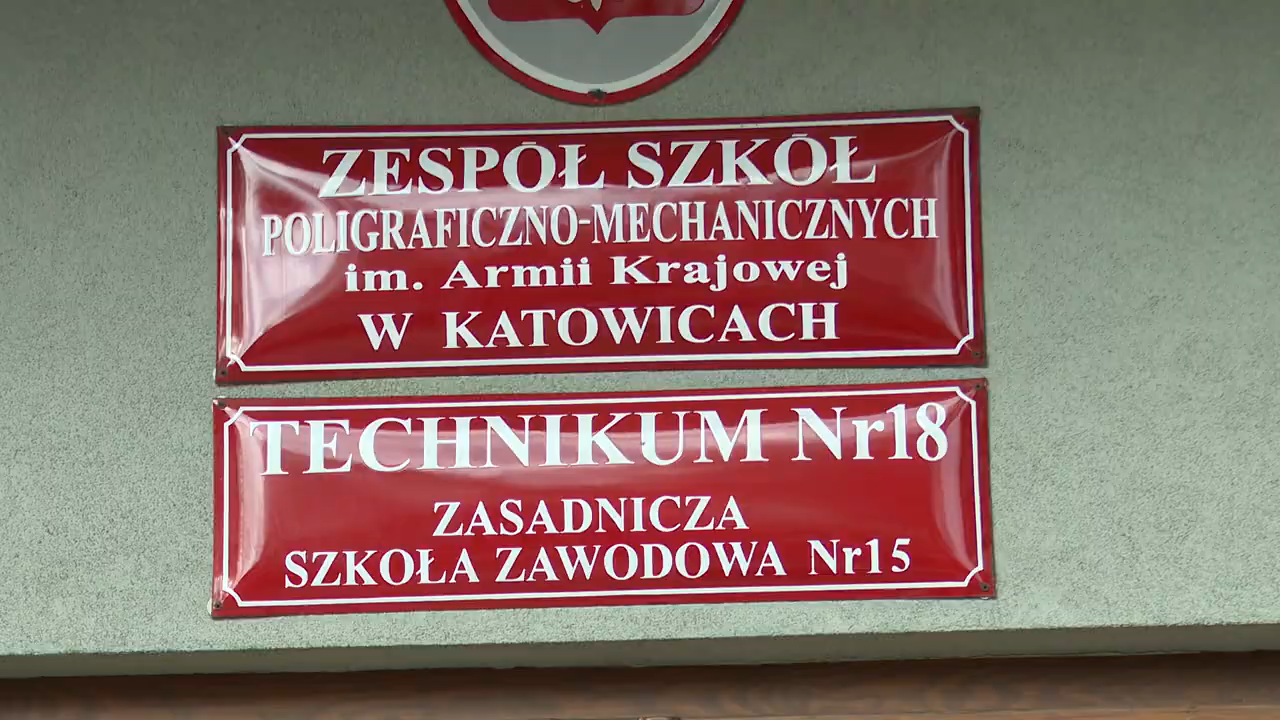 ZESPÓŁ SZKÓŁ
POLIGRAFICZNO-MECHANICZNYCH
im. Armii Krajowej
W KATOWICACH
TECHNIKUM Nr18
ZASADNICZA
SZKOŁA ZAWODOWA Nr15